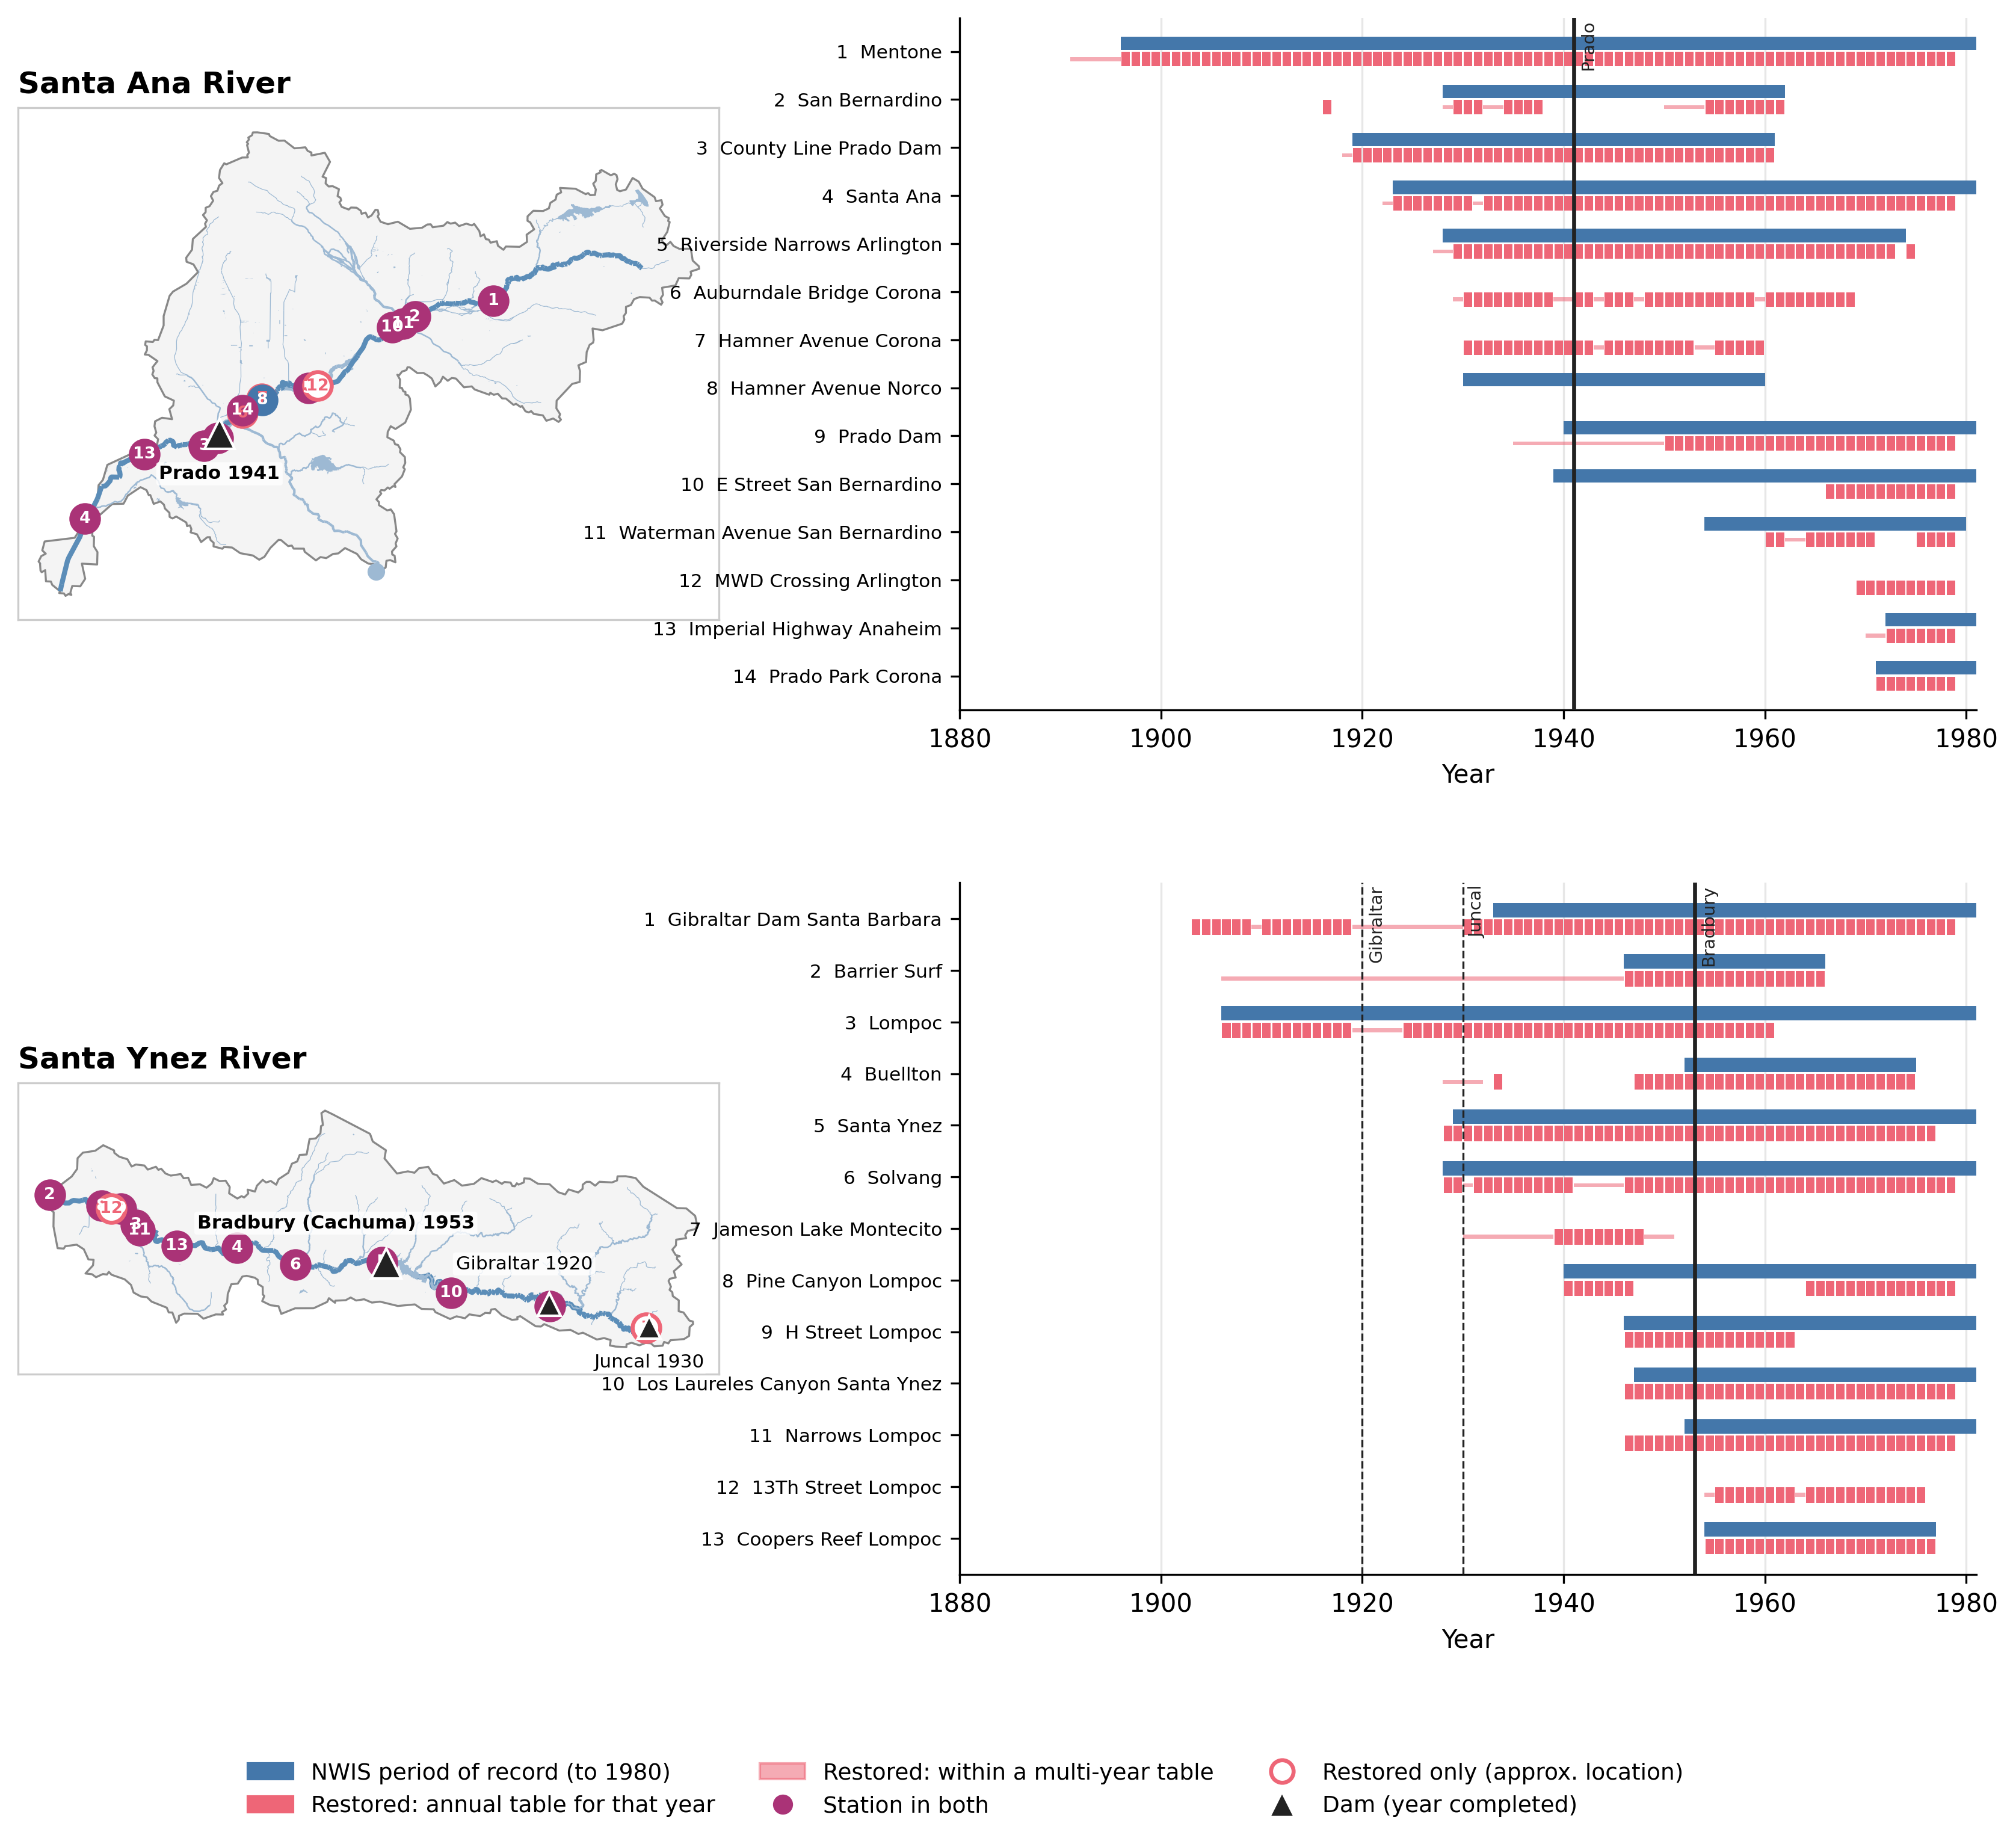 Santa Ana River
1
2
11
10
12
8
14
3
13
Prado 1941
4
1 Mentone
2 San Bernardino
3 County Line Prado Dam
4 Santa Ana
5 Riverside Narrows Arlington
6 Auburndale Bridge Corona
7 Hamner Avenue Corona
8 Hamner Avenue Norco
9 Prado Dam
10 E Street San Bernardino
11 Waterman Avenue San Bernardino
12 MWD Crossing Arlington
13 Imperial Highway Anaheim
14 Prado Park Corona
Prado
1880 1900 1920 1940 1960 1980
Year
Santa Ynez River
2
12
3
11
13
4
6
10
Bradbury (Cachuma) 1953
Gibraltar 1920
Juncal 1930
1 Gibraltar Dam Santa Barbara
2 Barrier Surf
3 Lompoc
4 Buellton
5 Santa Ynez
6 Solvang
7 Jameson Lake Montecito
8 Pine Canyon Lompoc
9 H Street Lompoc
10 Los Laureles Canyon Santa Ynez
11 Narrows Lompoc
12 13Th Street Lompoc
13 Coopers Reef Lompoc
Gibraltar
Juncal
Bradbury
1880 1900 1920 1940 1960 1980
Year
NWIS period of record (to 1980)
Restored: annual table for that year
Restored: within a multi-year table
Station in both
Restored only (approx. location)
Dam (year completed)